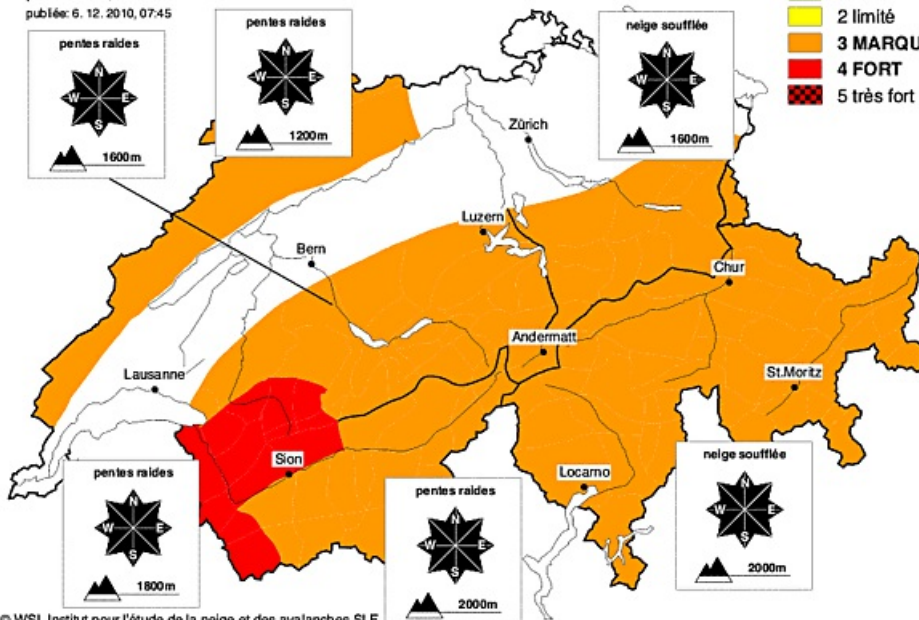 publiée: 6. 12. 2010, 07:45
pentes raides
N
W E
S
1600m
pentes raides
N
W E
S
1200m
neige soufflée
N
W E
S
1600m
2 limité
3 MARQU
4 FORT
5 très fort
Zürich
Luzern
Bern
Chur
Andermatt
Lausanne
St.Moritz
Sion
Locarno
pentes raides
N
W E
S
1800m
pentes raides
N
W E
S
2000m
neige soufflée
N
W E
S
2000m
© WSL Institut pour l'étude de la neige et des avalanches SLF